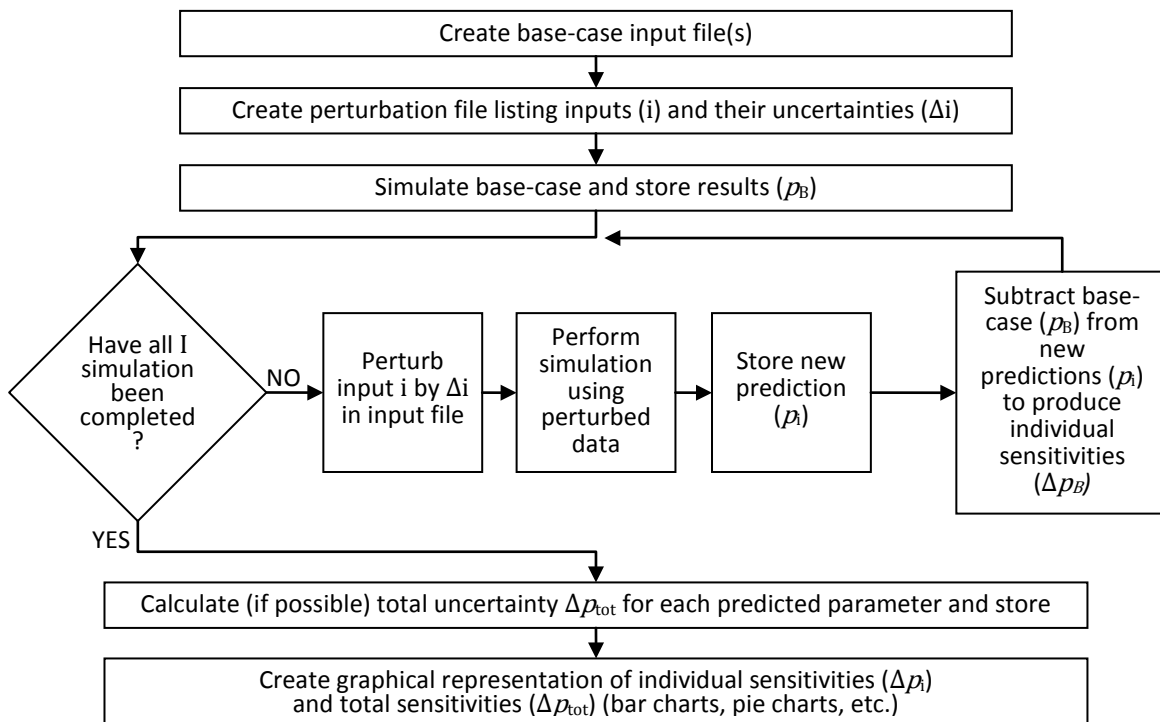 Create base-case input file(s)
Create perturbation file listing inputs (i) and their uncertainties (Δi)
Simulate base-case and store results (pB)
Have all I
simulation
been
completed
?
NO
Perturb
input i by Δi
in input file
Perform
simulation
using
perturbed
data
Store new
prediction
(pi)
Subtract base-
case (pB) from
new
predictions (pi)
to produce
individual
sensitivities
(ΔpB)
YES
Calculate (if possible) total uncertainty Δptot for each predicted parameter and store
Create graphical representation of individual sensitivities (Δpi)
and total sensitivities (Δptot) (bar charts, pie charts, etc.)